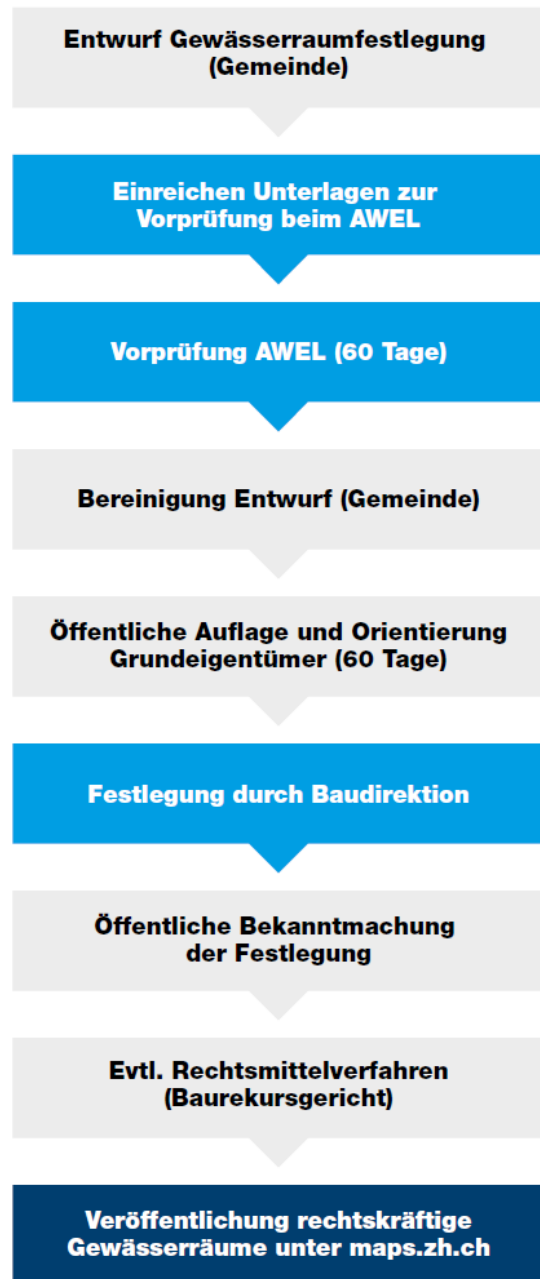 Entwurf Gewässerraumfestlegung
(Gemeinde)
Einreichen Unterlagen zur
Vorprüfung beim AWEL
Vorprüfung AWEL (60 Tage)
Bereinigung Entwurf (Gemeinde)
Öffentliche Auflage und Orientierung
Grundeigentümer (60 Tage)
Festlegung durch Baudirektion
Öffentliche Bekanntmachung
der Festlegung
Evtl. Rechtsmittelverfahren
(Baurekursgericht)
Veröffentlichung rechtskräftige
Gewässerräume unter maps.zh.ch